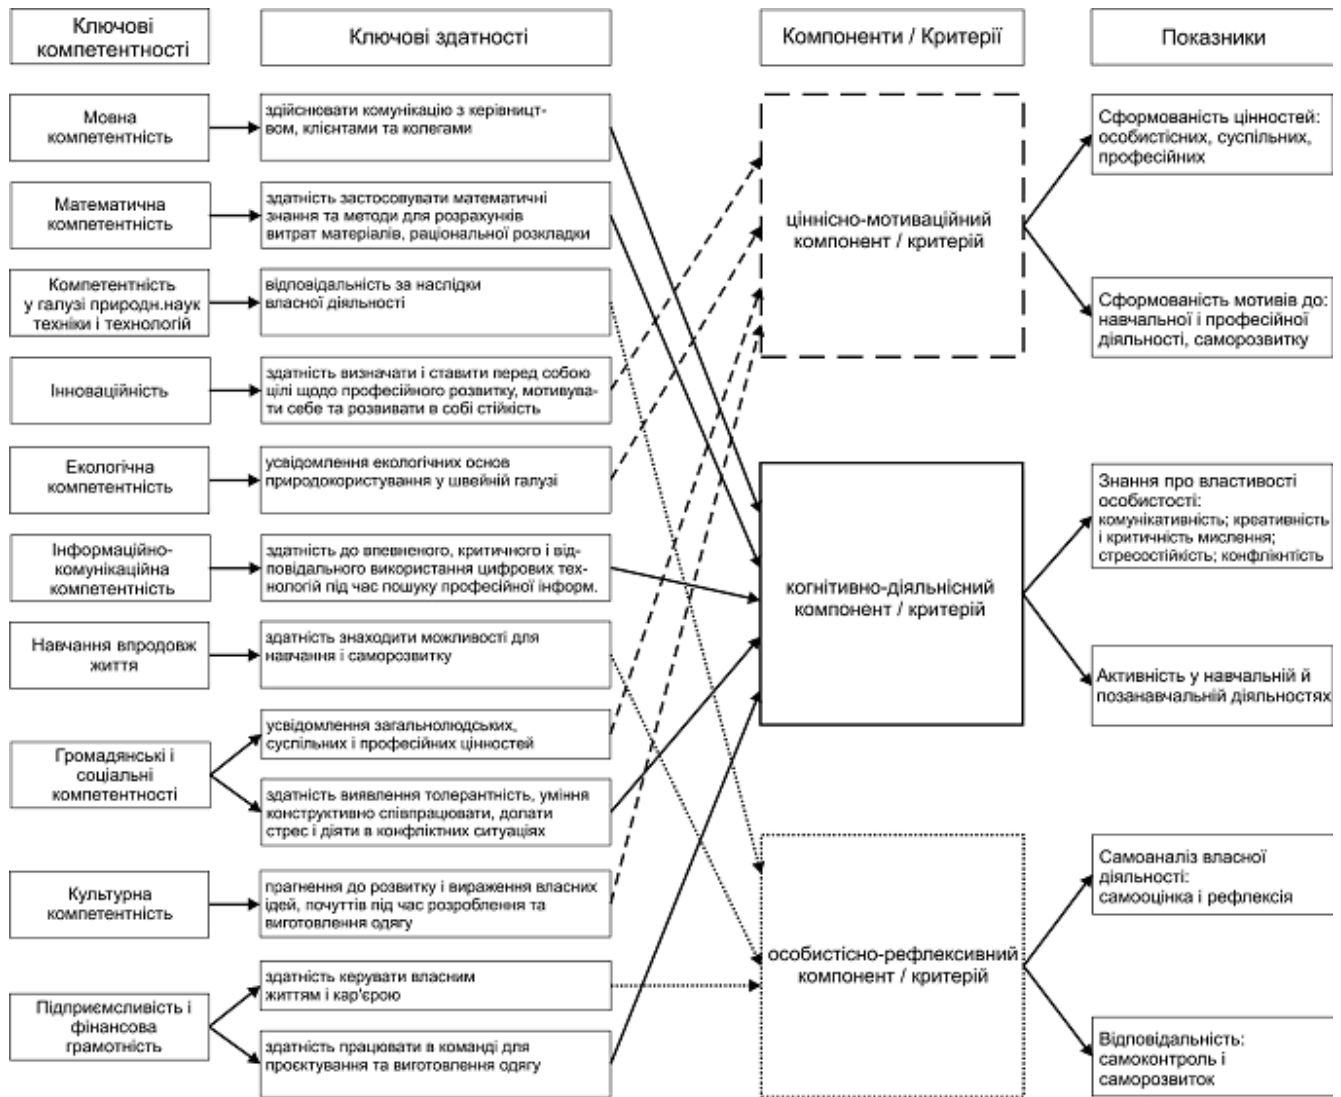 Ключові
компетентності
Ключові здатності
Компоненти / Критерії
Показники
Мовна
компетентність
здійснювати комунікацію з керівницт-
вом, клієнтами та колегами
Математична
компетентність
здатність застосовувати математичні
знання та методи для розрахунків
витрат матеріалів, раціональної розкладки
Компетентність
у галузі природн.наук
техніки і технологій
відповідальність за наслідки
власної діяльності
Інноваційність
здатність визначати і ставити перед собою
цілі щодо професійного розвитку, мотивува-
ти себе та розвивати в собі стійкість
Екологічна
компетентність
усвідомлення екологічних основ
природокористування у швейній галузі
Інформаційно-
комунікаційна
компетентність
здатність до впевненого, критичного і від-
повідального використання цифрових тех-
нологій під час пошуку професійної інформ.
Навчання впродовж
життя
здатність знаходити можливості для
навчання і саморозвитку
Громадянські і
соціальні
компетентності
усвідомлення загальнолюдських,
суспільних і професійних цінностей
здатність виявлення толерантність, уміння
конструктивно співпрацювати, долати
стрес і діяти в конфліктних ситуаціях
Культурна
компетентність
прагнення до розвитку і вираження власних
ідей, почуттів під час розроблення та
виготовлення одягу
Підприємсливість і
фінансова
грамотність
здатність керувати власним
життям і кар'єрою
здатність працювати в команді для
проєктування та виготовлення одягу
ціннісно-мотиваційний
компонент / критерій
когнітивно-діяльнісний
компонент / критерій
особистісно-рефлексивний
компонент / критерій
Сформованість цінностей:
особистісних, суспільних,
професійних
Сформованість мотивів до:
навчальної і професійної
діяльності, саморозвитку
Знання про властивості
особистості:
комунікативність; креативність
і критичність мислення;
стресостійкість; конфлікнтість
Активність у навчальній й
позанавчальній діяльностях
Самоаналіз власної
діяльності:
самооцінка і рефлексія
Відповідальність:
самоконтроль і
саморозвиток